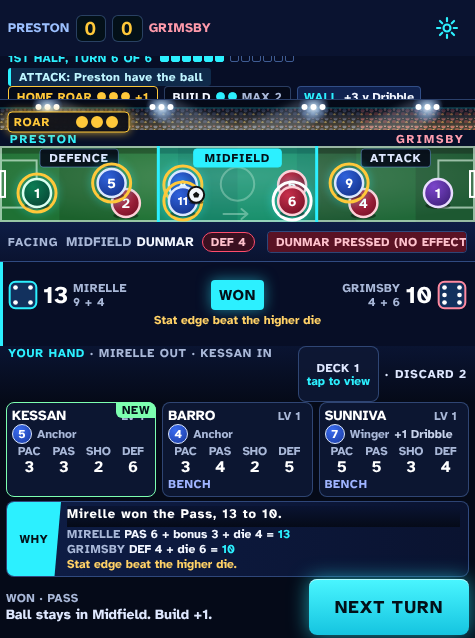 PRESTON 0 0 GRIMSBY
1ST HALF, TURN 6 OF 6
ATTACK: Preston have the ball
HOME ROAR +1 BUILD MAX 2 WALL +3 v Dribble
ROAR
PRESTON GRIMSBY
DEFENCE MIDFIELD ATTACK
1 5 2 11 6 9 4 1
FACING MIDFIELD DUNMAR DEF 4 DUNMAR PRESSED (NO EFFECT
13 MIRELLE 9 + 4 WON GRIMSBY 4 + 6 10
Stat edge beat the higher die
YOUR HAND · MIRELLE OUT · KESSAN IN
DECK 1
tap to view
· DISCARD 2
KESSAN NEW
5 Anchor
PAC PAS SHO DEF
3 3 2 6
BARRO LV 1
4 Anchor
PAC PAS SHO DEF
3 4 2 5
BENCH
SUNNIVA LV 1
7 Winger +1 Dribble
PAC PAS SHO DEF
5 5 3 4
BENCH
WHY
Mirelle won the Pass, 13 to 10.
MIRELLE PAS 6 + bonus 3 + die 4 = 13
GRIMSBY DEF 4 + die 6 = 10
Stat edge beat the higher die.
WON · PASS
Ball stays in Midfield. Build +1.
NEXT TURN